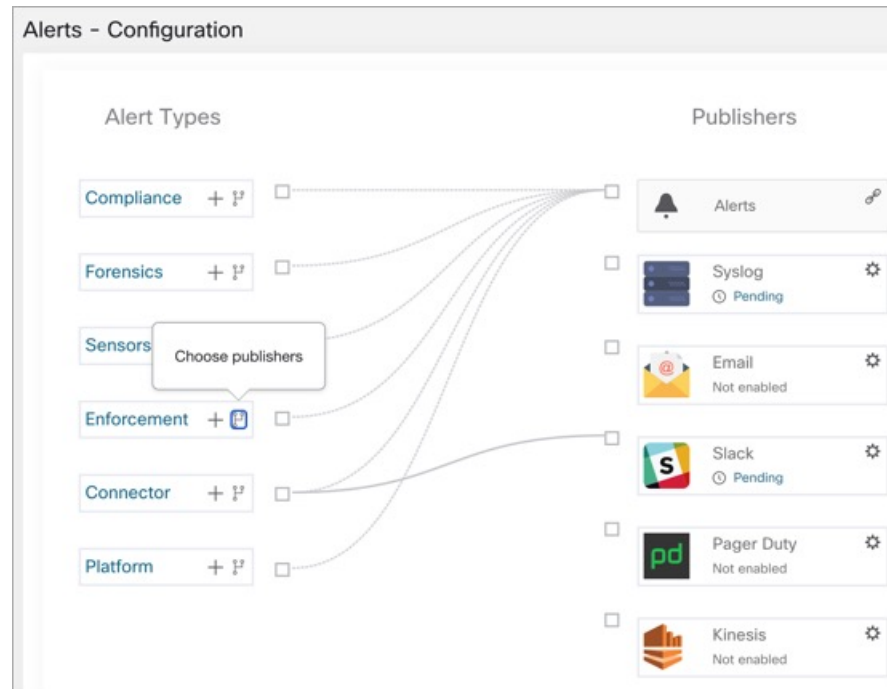 Alerts - Configuration
Alert Types
Publishers
Compliance
Forensics
Sensors
Choose publishers
Enforcement
Connector
Platform
Alerts
Syslog
Pending
@
Email
Not enabled
S
Slack
Pending
pd
Pager Duty
Not enabled
Kinesis
Not enabled